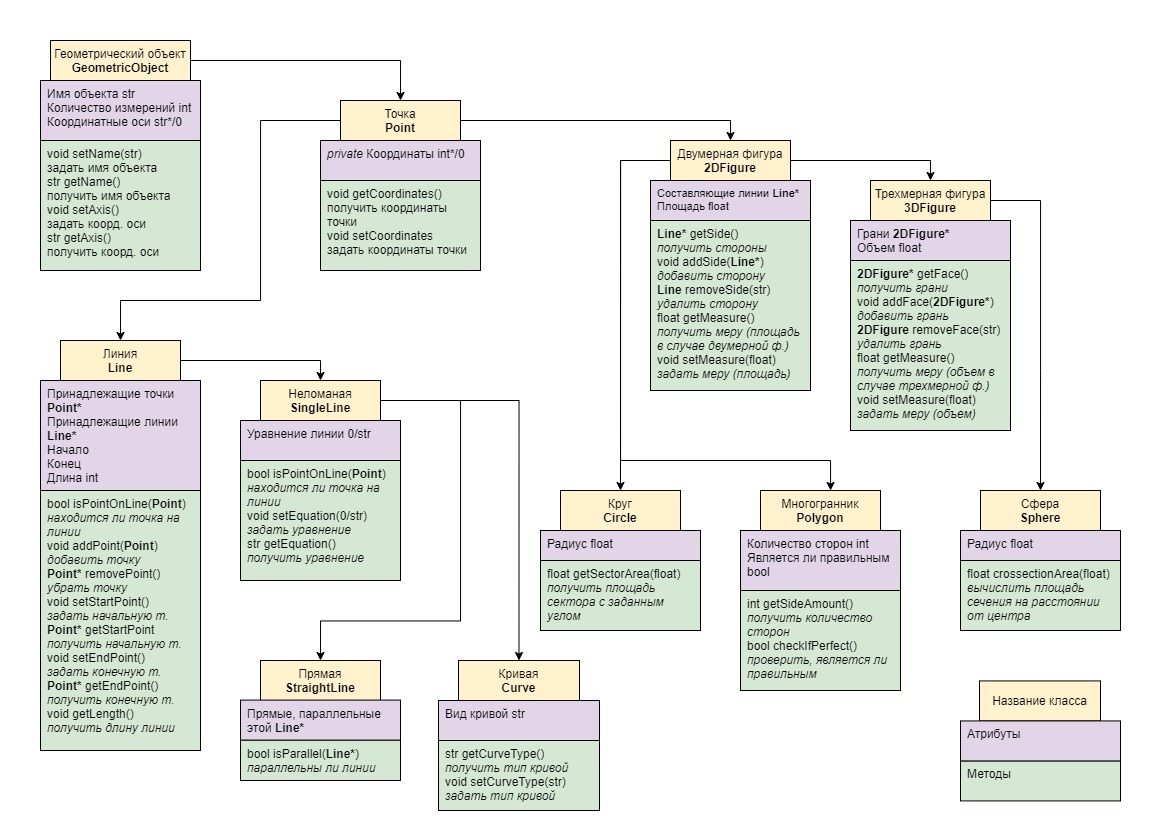 Геометрический объект
GeometricObject
Имя объекта str
Количество измерений int
Координатные оси str*/0
void setName(str)
задать имя объекта
str getName()
получить имя объекта
void setAxis()
задать коорд. оси
str getAxis()
получить коорд. оси
Точка
Point
private Координаты int*/0
void getCoordinates()
получить координаты
точки
void setCoordinates
задать координаты точки
Двумерная фигура
2DFigure
Составляющие линии Line*
Площадь float
Line* getSide()
получить стороны
void addSide(Line*)
добавить сторону
Line removeSide(str)
удалить сторону
float getMeasure()
получить меру (площадь
в случае двумерной ф.)
void setMeasure(float)
задать меру (площадь)
Трехмерная фигура
3DFigure
Грани 2DFigure*
Объем float
2DFigure* getFace()
получить грани
void addFace(2DFigure*)
добавить грань
2DFigure removeFace(str)
удалить грань
float getMeasure()
получить меру (объем в
случае трехмерной ф.)
void setMeasure(float)
задать меру (объем)
Линия
Line
Принадлежащие точки
Point*
Принадлежащие линии
Line*
Начало
Конец
Длина int
bool isPointOnLine(Point)
находится ли точка на
линии
void addPoint(Point)
добавить точку
Point* removePoint()
убрать точку
void setStartPoint()
задать начальную т.
Point* getStartPoint
получить начальную т.
void setEndPoint()
задать конечную т.
Point* getEndPoint()
получить конечную т.
void getLength()
получить длину линии
Неломаная
SingleLine
Уравнение линии 0/str
bool isPointOnLine(Point)
находится ли точка на
линии
void setEquation(0/str)
задать уравнение
str getEquation()
получить уравнение
Прямая
StraightLine
Прямые, параллельные
этой Line*
bool isParallel(Line*)
параллельны ли линии
Кривая
Curve
Вид кривой str
str getCurveType()
получить тип кривой
void setCurveType(str)
задать тип кривой
Круг
Circle
Радиус float
float getSectorArea(float)
получить площадь
сектора с заданным
углом
Многогранник
Polygon
Количество сторон int
Является ли правильным
bool
int getSideAmount()
получить количество
сторон
bool checkIfPerfect()
проверить, является ли
правильным
Сфера
Sphere
Радиус float
float crossectionArea(float)
вычислить площадь
сечения на расстоянии
от центра
Название класса
Атрибуты
Методы